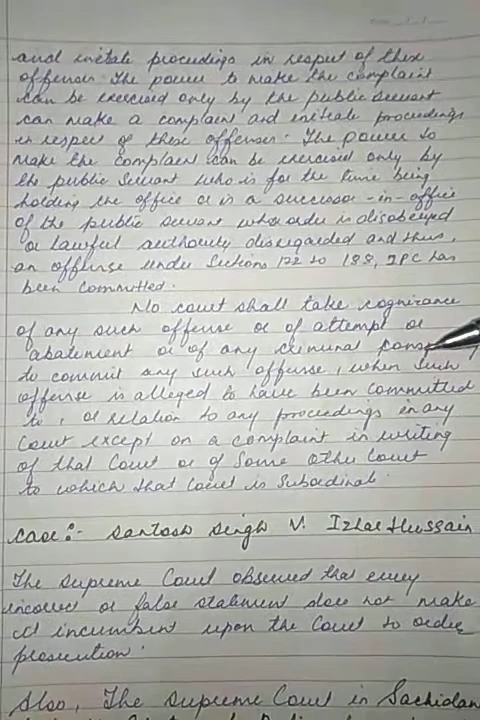 and initate procedings in respect of these
offenses. The power to make the complaint
can be exercised only by the public servant
can make a complaint and initiate procedings
in respect of these offenses. The power to
make the complaint can be exercised only by
the public servant who is for the time being
holding the office or is a successor-in-office
of the public servant whose order is disobeyed
or lawful authority disregarded and thus,
an offense under Sections 172 to 188, IPC has
been committed.
No court shall take cognizance
of any such offense or of attempt or
abatement or of any criminal
to commit any such offense, when such
offense is alleged to have been committed
to, or relation to any proceedings in any
Court except on a complaint in writing
of that Court or of some other Court
to which that Court is Subordinate.
case:- Santosh Singh V. Izhar Hussain
The Supreme Court observed that every
incorrect or false statement does not make
it incumbent upon the Court to order
prosecution.
Also, The Supreme Court in Sachidan